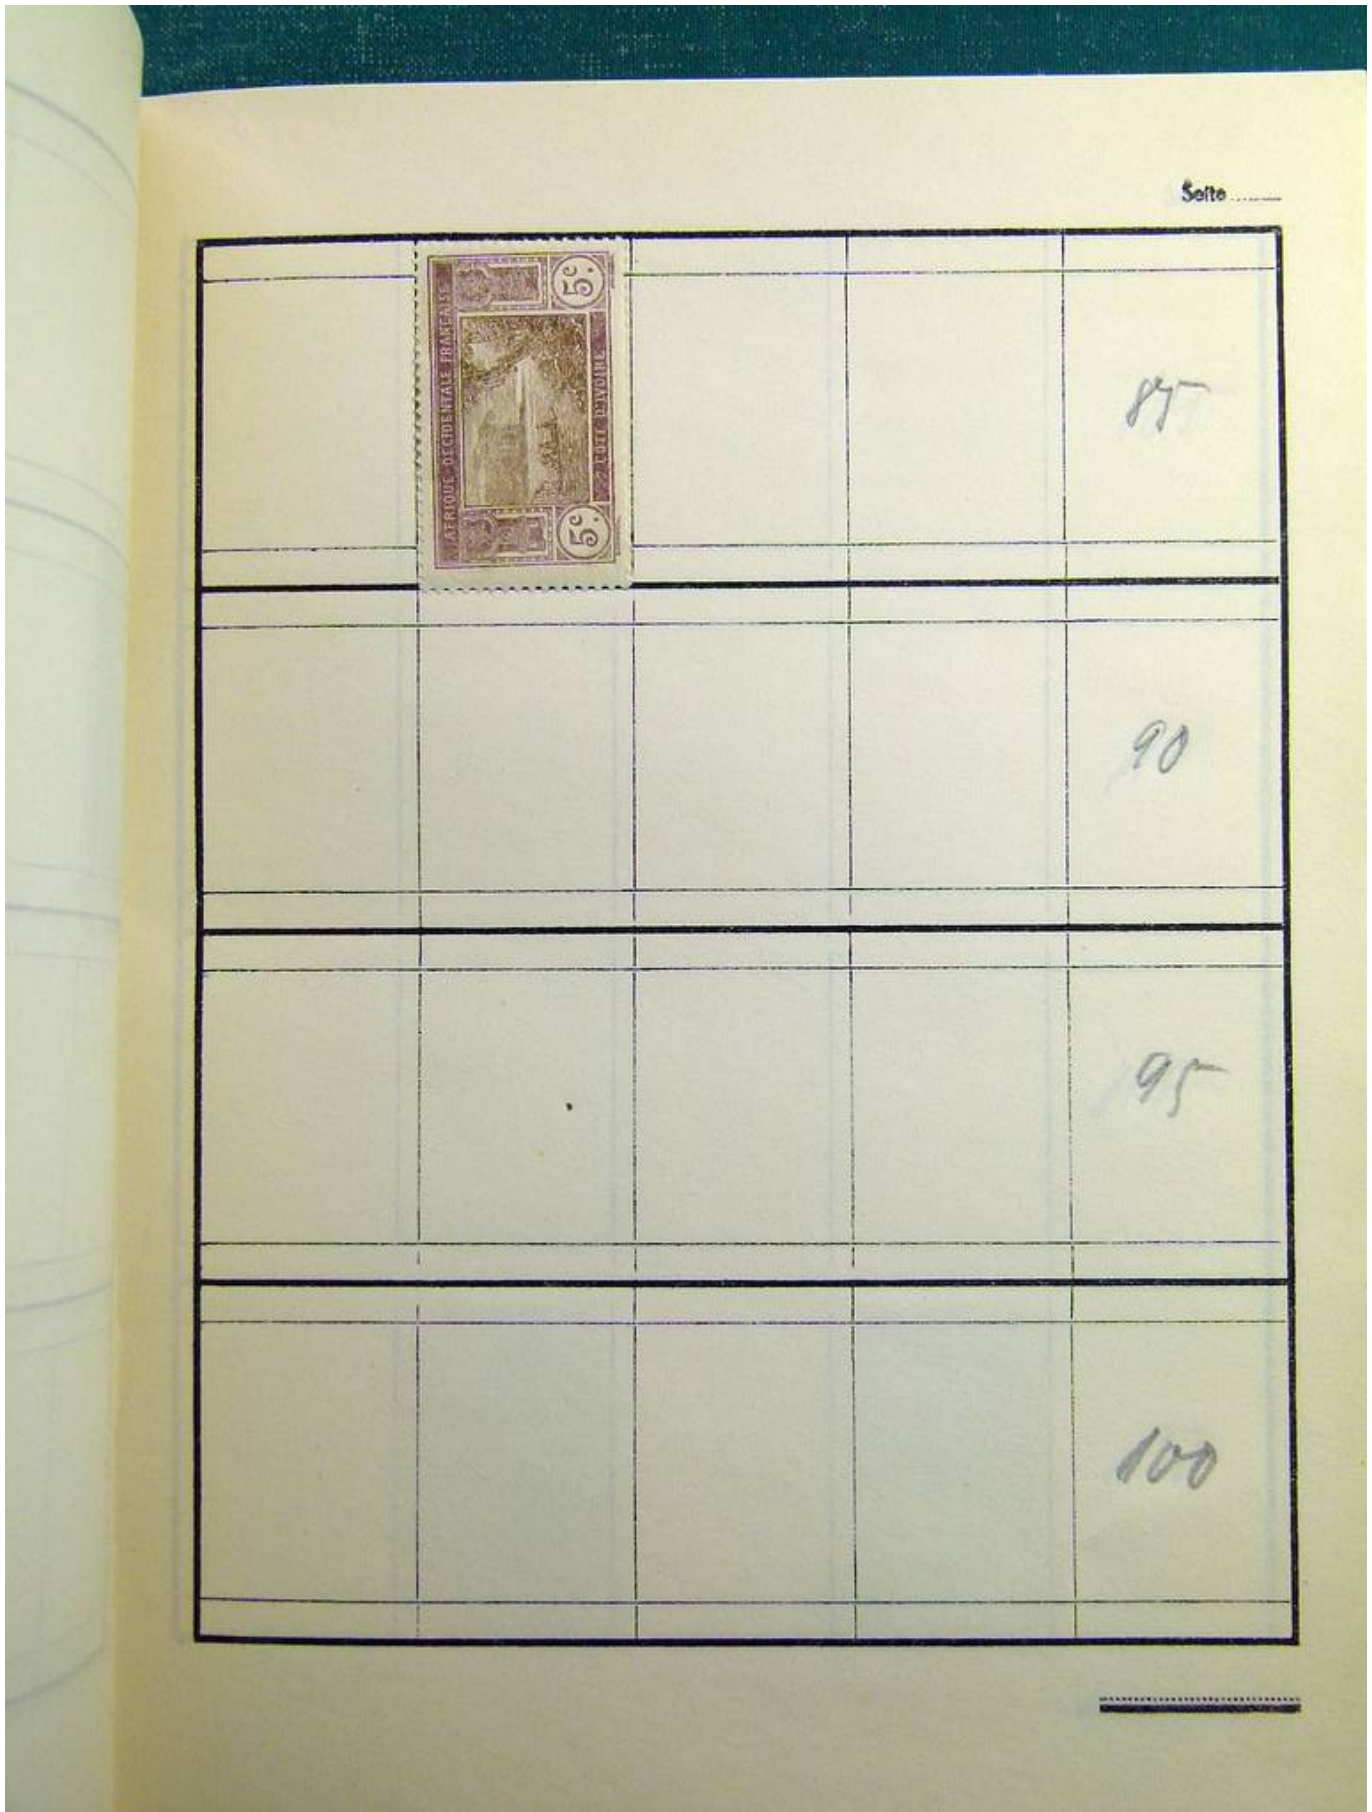 Seite
AFRIQUE OCCIDENTALE FRANÇAISE
5c.
5c.
CÔTE D'IVOIRE
85
90
95
100